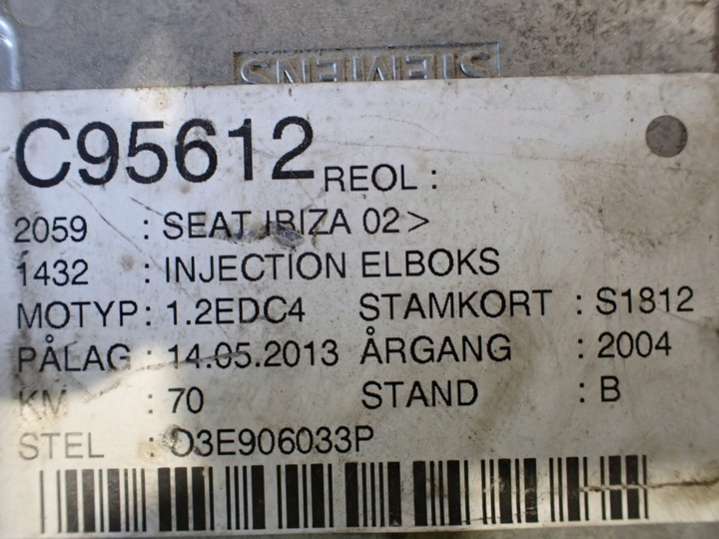 SIEMENS
C95612 REOL :
2059 : SEAT IBIZA 02>
1432 : INJECTION ELBOKS
MOTYP : 1.2EDC4 STAMKORT : S1812
PÅLAG : 14.05.2013 ÅRGANG : 2004
KM : 70 STAND : B
STEL : O3E906033P